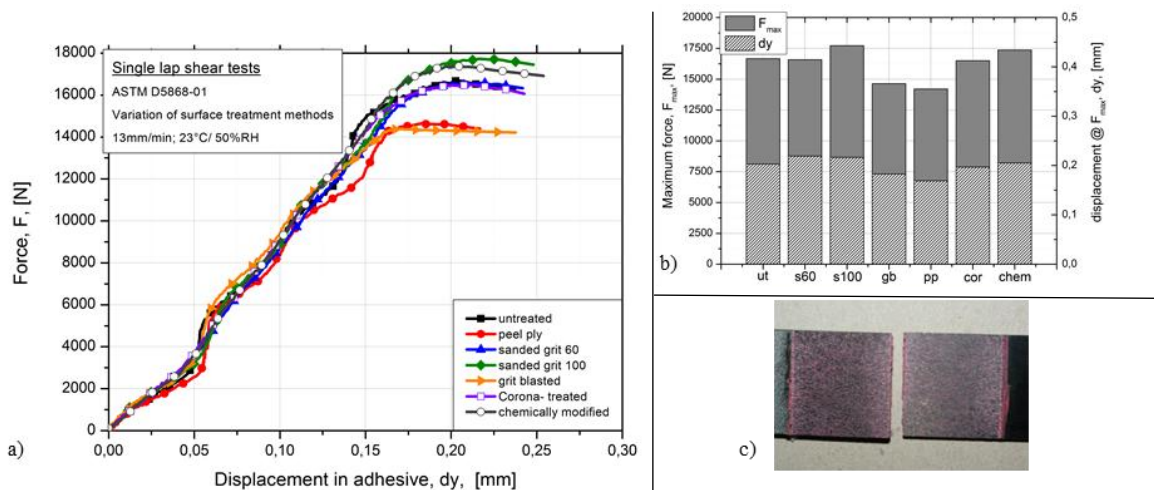 a)
18000
16000
14000
12000
10000
8000
6000
4000
2000
0
Force, F, [N]
Single lap shear tests
ASTM D5868-01
Variation of surface treatment methods
13mm/min; 23°C/ 50%RH
untreated
peel ply
sanded grit 60
sanded grit 100
grit blasted
Corona- treated
chemically modified
0,00 0,05 0,10 0,15 0,20 0,25 0,30
Displacement in adhesive, dy, [mm]
b)
20000
17500
15000
12500
10000
7500
5000
2500
0
Maximum force, Fmax, [N]
Fmax
dy
0,5
0,4
0,3
0,2
0,1
0,0
displacement @ Fmax, dy, [mm]
ut s60 s100 gb pp cor chem
c)